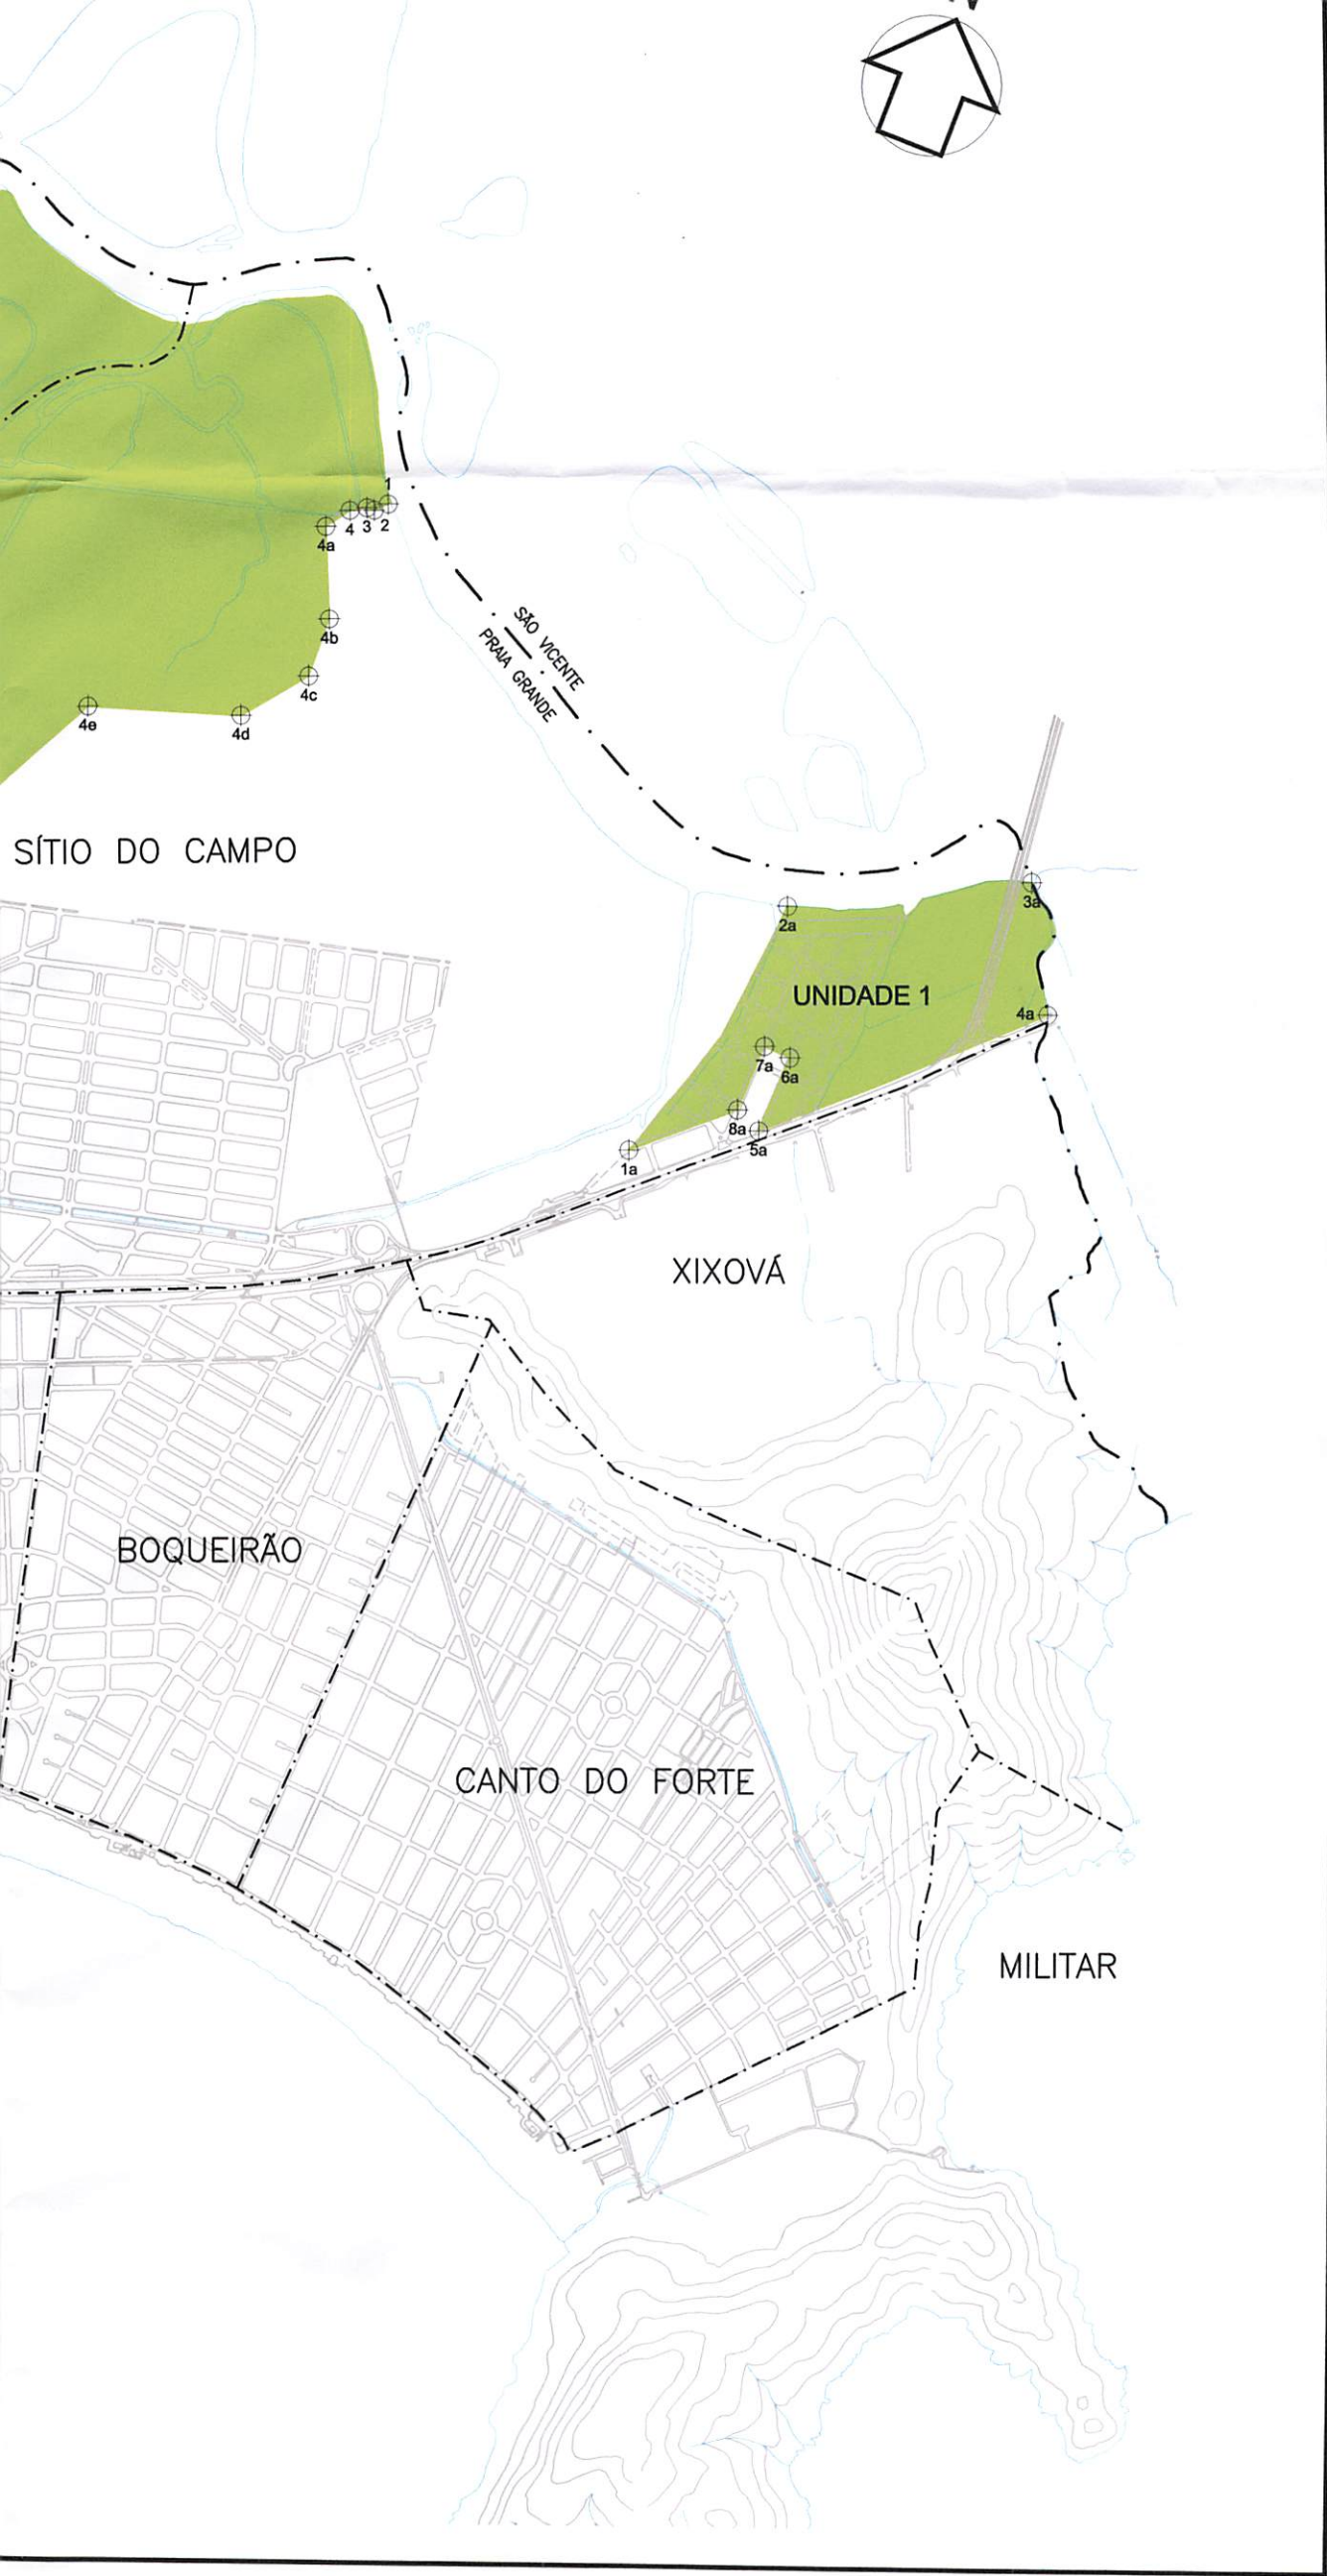 1
4a
4
3
2
4b
4c
4e
4d
SÃO VICENTE
PRAIA GRANDE
SÍTIO DO CAMPO
3a
2a
UNIDADE 1
4a
7a
6a
8a
5a
1a
XIXOVÁ
BOQUEIRÃO
CANTO DO FORTE
MILITAR